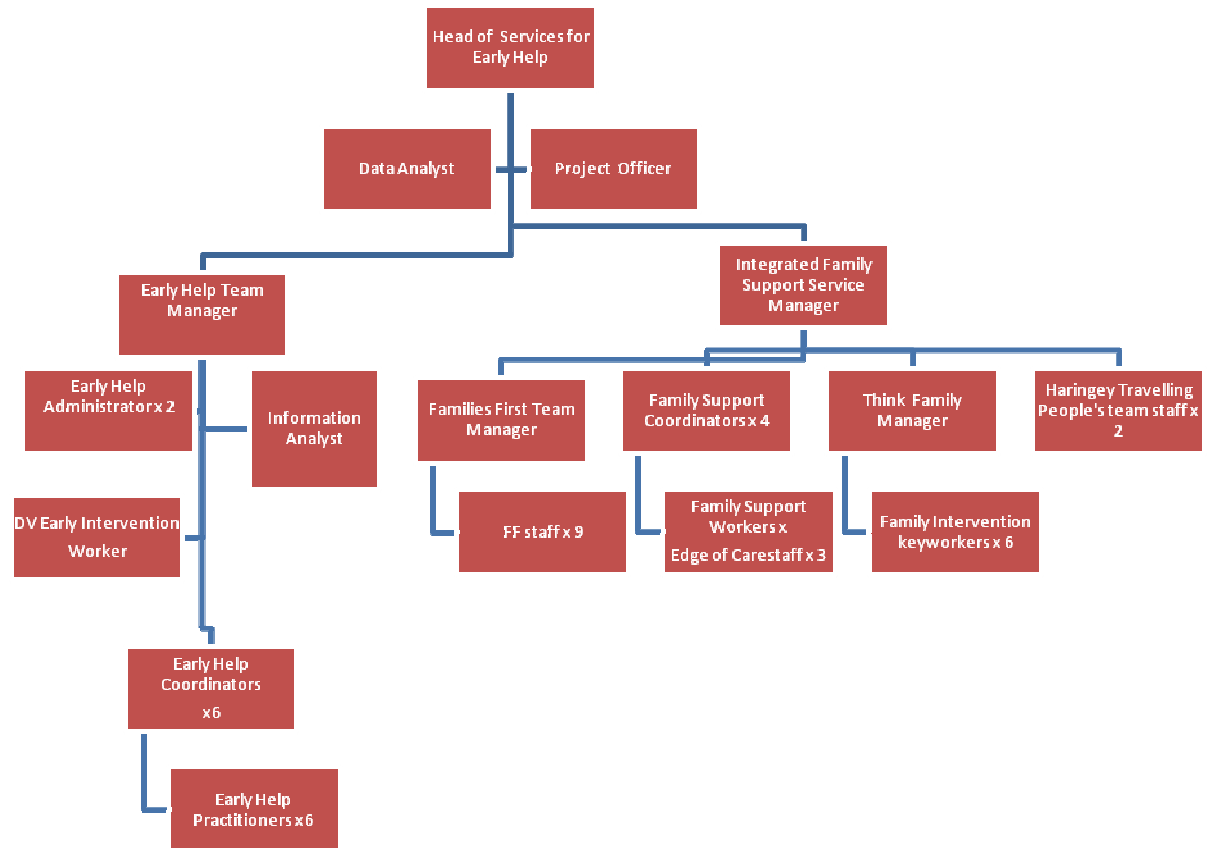 Head of Services for
Early Help
Data Analyst
Project Officer
Early Help Team
Manager
Integrated Family
Support Service
Manager
Early Help
Administrator x 2
Information
Analyst
Families First Team
Manager
Family Support
Coordinators x 4
Think Family
Manager
Haringey Travelling
People's team staff x
2
DV Early Intervention
Worker
FF staff x 9
Family Support
Workers x
Edge of Carestaff x 3
Family Intervention
keyworkers x 6
Early Help
Coordinators
x6
Early Help
Practitioners x6